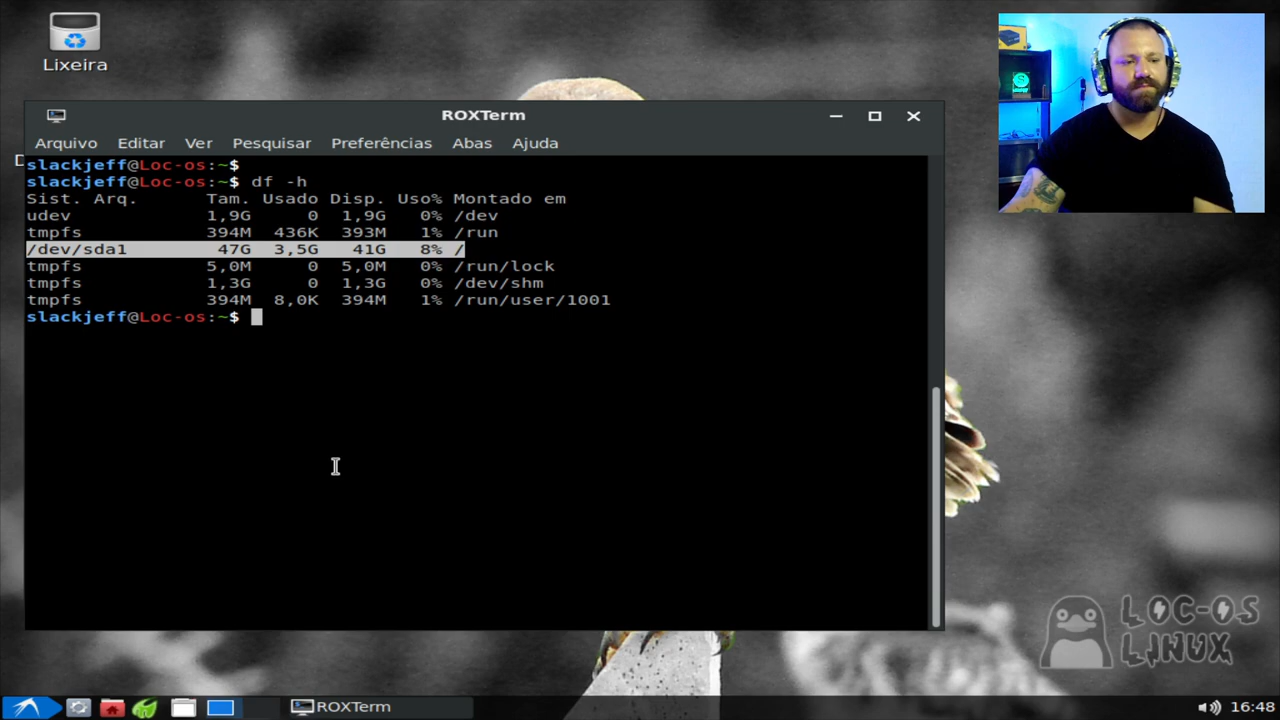 Lixeira
ROXTerm
Arquivo Editar Ver Pesquisar Preferências Abas Ajuda
slackjeff@Loc-os:~$
slackjeff@Loc-os:~$ df -h
Sist. Arq. Tam. Usado Disp. Uso% Montado em
udev 1,9G 0 1,9G 0% /dev
tmpfs 394M 436K 393M 1% /run
/dev/sda1 47G 3,5G 41G 8% /
tmpfs 5,0M 0 5,0M 0% /run/lock
tmpfs 1,3G 0 1,3G 0% /dev/shm
tmpfs 394M 8,0K 394M 1% /run/user/1001
slackjeff@Loc-os:~$
LOC-OS
LINUX
ROXTerm
16:48